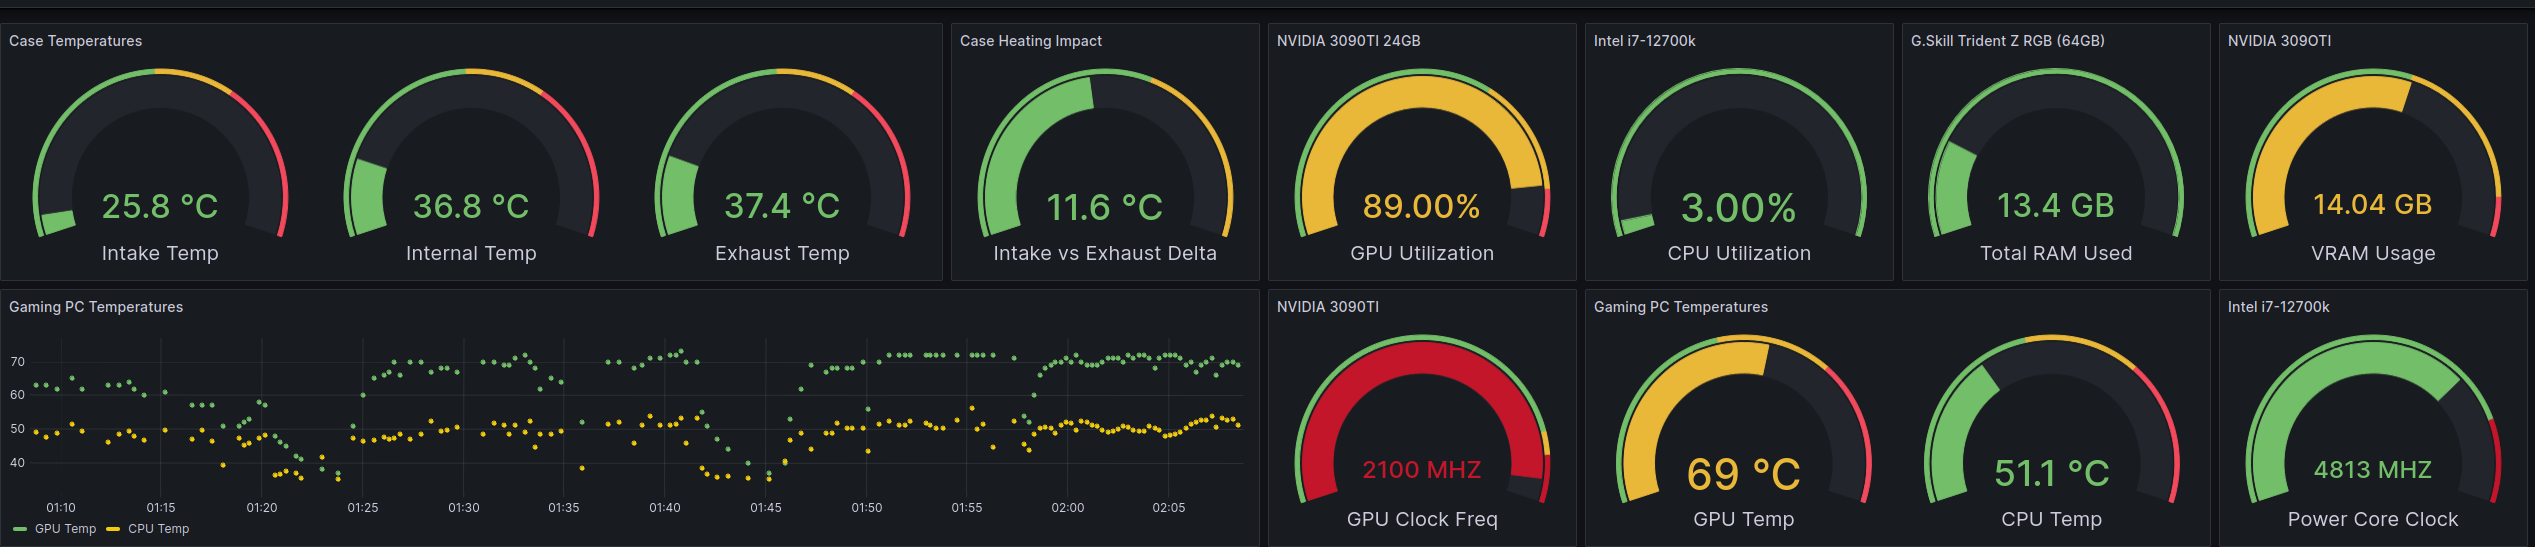 Case Temperatures
25.8 °C
Intake Temp
36.8 °C
Internal Temp
37.4 °C
Exhaust Temp
Case Heating Impact
11.6 °C
Intake vs Exhaust Delta
NVIDIA 3090TI 24GB
89.00%
GPU Utilization
Intel i7-12700k
3.00%
CPU Utilization
G.Skill Trident Z RGB (64GB)
13.4 GB
Total RAM Used
NVIDIA 309OTI
14.04 GB
VRAM Usage
Gaming PC Temperatures
70
60
50
40
01:10 01:15 01:20 01:25 01:30 01:35 01:40 01:45 01:50 01:55 02:00 02:05
GPU Temp CPU Temp
NVIDIA 3090TI
2100 MHZ
GPU Clock Freq
Gaming PC Temperatures
69 °C
GPU Temp
51.1 °C
CPU Temp
Intel i7-12700k
4813 MHZ
Power Core Clock